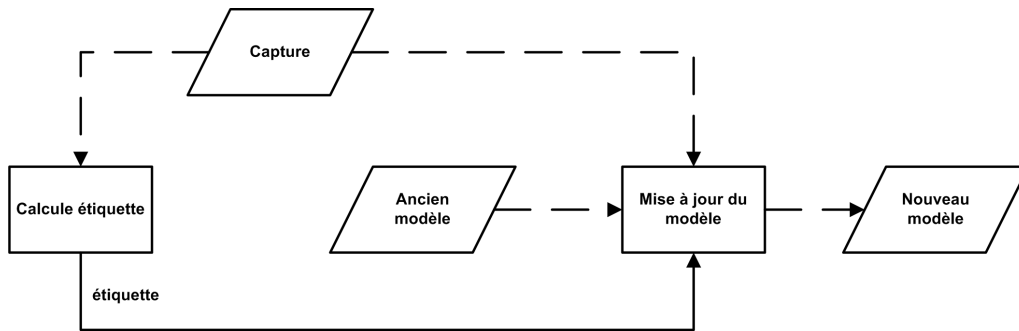 Capture
Calcule étiquette
Ancien
modèle
Mise à jour du
modèle
Nouveau
modèle
étiquette